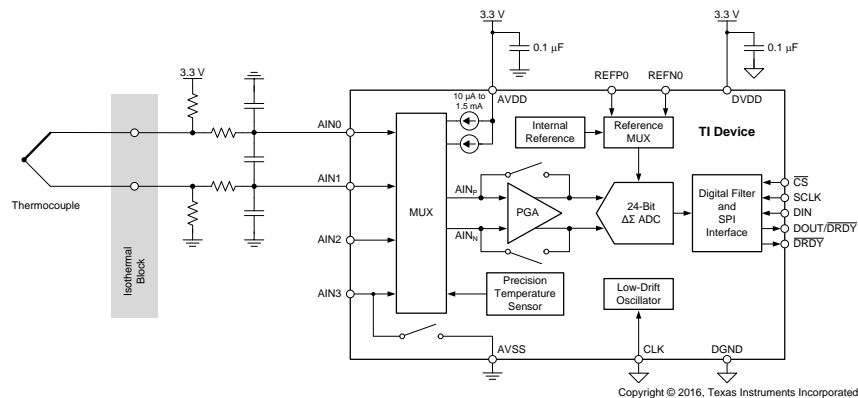 3.3 V
3.3 V
0.1 μF
0.1 μF
3.3 V
10 μA to
1.5 mA
AVDD
REFP0
REFN0
DVDD
TI Device
Internal
Reference
Reference
MUX
AIN0
AIN1
AIN2
AIN3
MUX
AINP
AINN
PGA
24-Bit
ΔΣ ADC
Digital Filter
and
SPI
Interface
CS
SCLK
DIN
DOUT/DRDY
DRDY
Thermocouple
Isothermal
Block
Precision
Temperature
Sensor
Low-Drift
Oscillator
AVSS
CLK
DGND
Copyright © 2016, Texas Instruments Incorporated